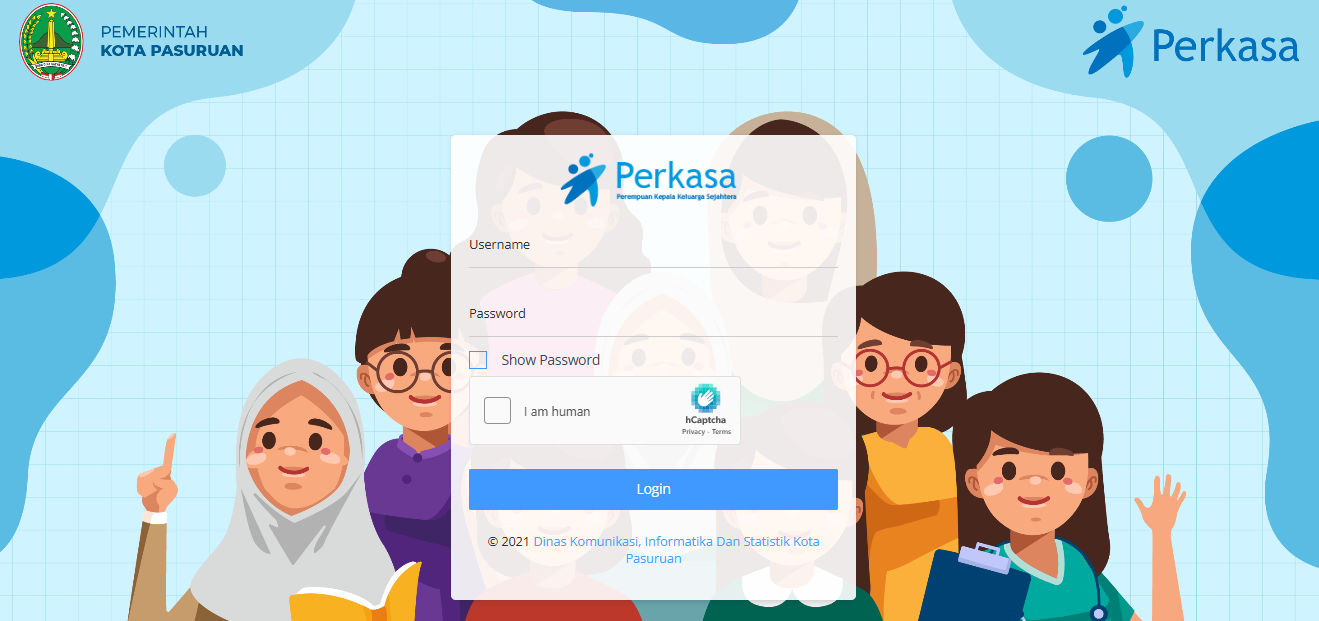 PEMERINTAH
KOTA PASURUAN
Perkasa
Perkasa
Perempuan Kepala Keluarga Sejahtera
Username
Password
Show Password
I am human
hCaptcha
Privacy - Terms
Login
© 2021 Dinas Komunikasi, Informatika Dan Statistik Kota
Pasuruan